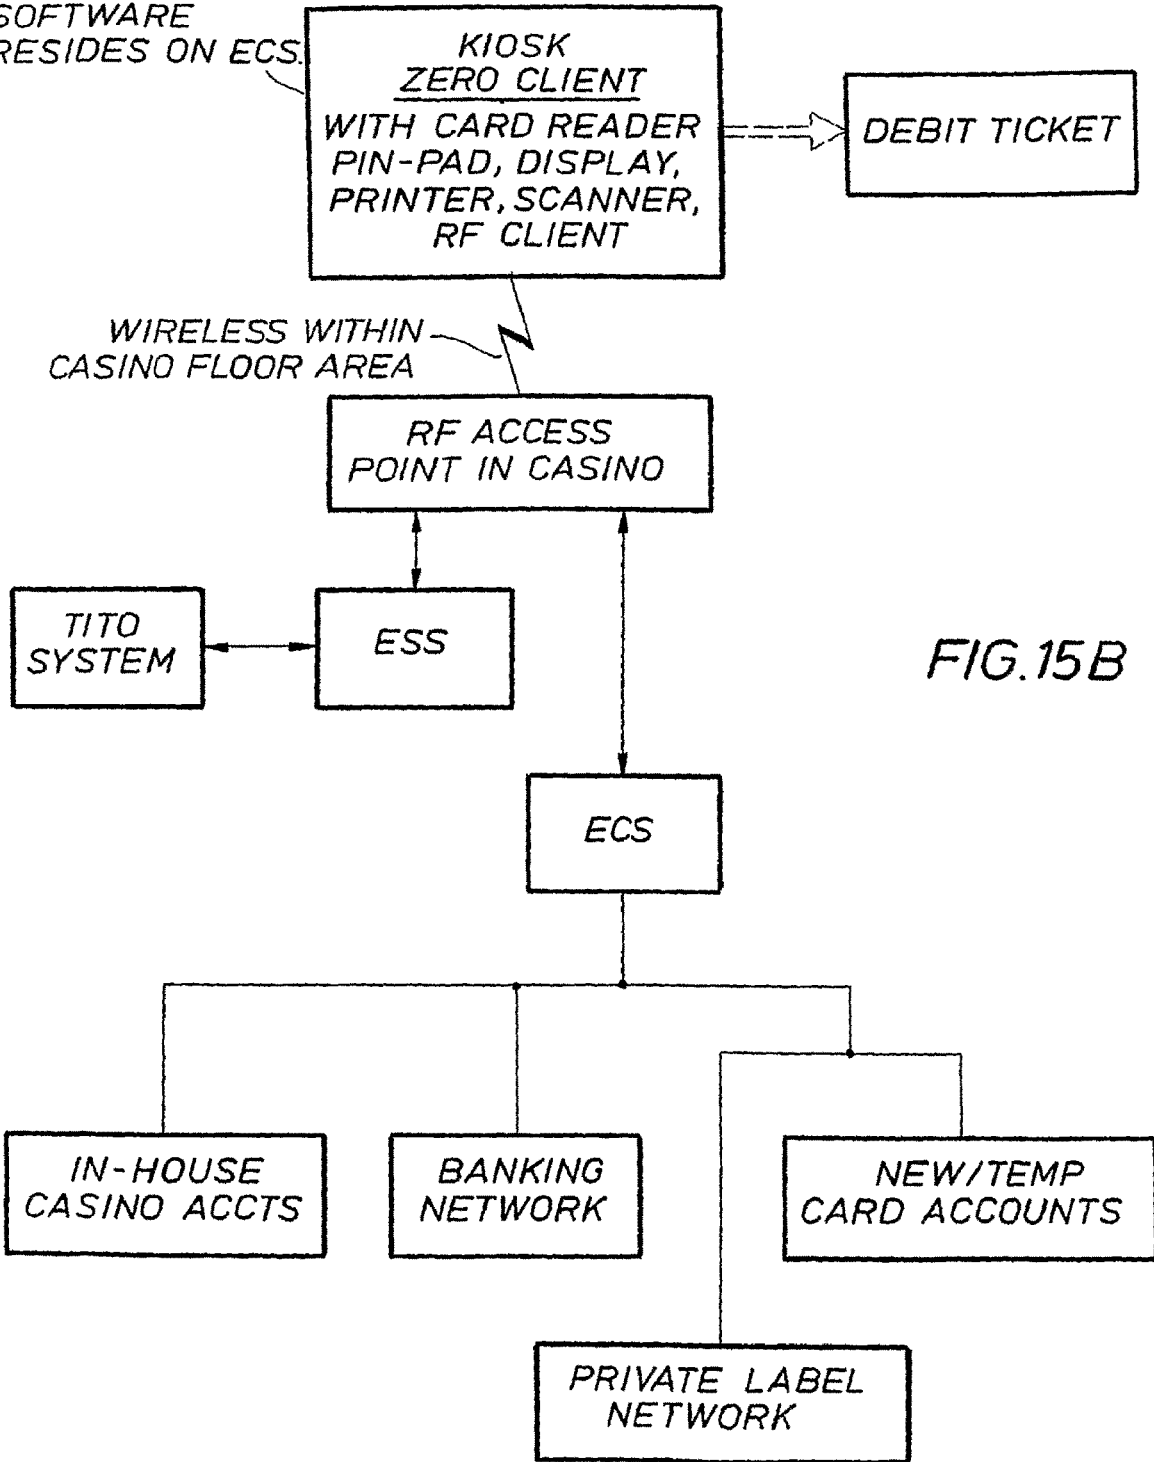 SOFTWARE
RESIDES ON ECS.
KIOSK
ZERO CLIENT
WITH CARD READER
PIN-PAD, DISPLAY,
PRINTER, SCANNER,
RF CLIENT
DEBIT TICKET
WIRELESS WITHIN
CASINO FLOOR AREA
RF ACCESS
POINT IN CASINO
TITO
SYSTEM
ESS
FIG.15B
ECS
IN-HOUSE
CASINO ACCTS
BANKING
NETWORK
NEW/TEMP
CARD ACCOUNTS
PRIVATE LABEL
NETWORK